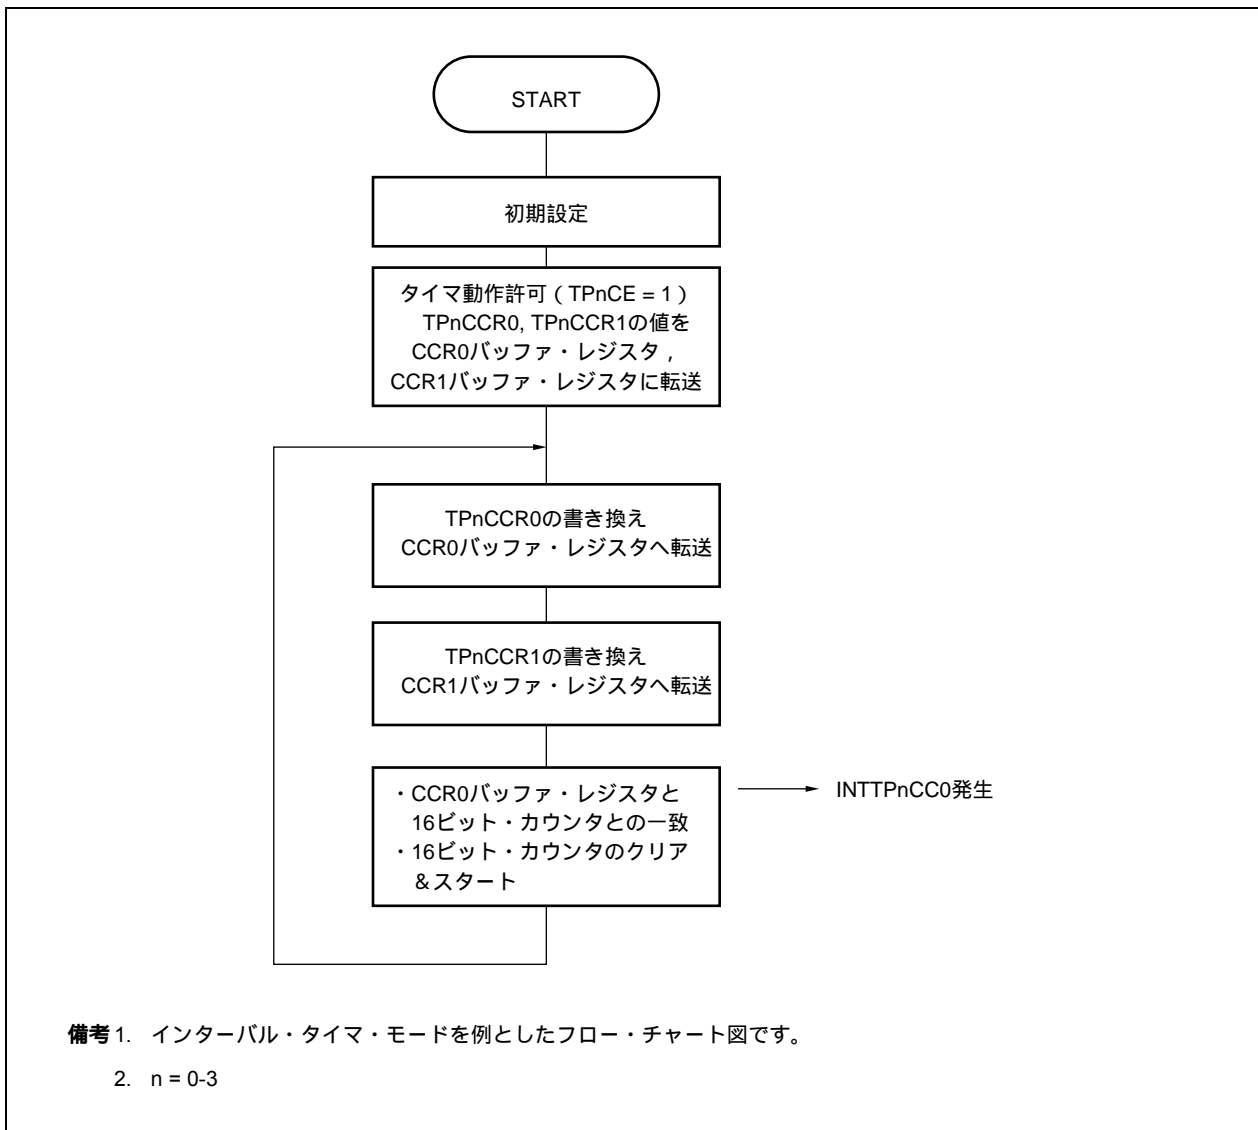 START
初期設定
タイマ動作許可（TPnCE = 1）
TPnCCR0, TPnCCR1の値を
CCR0バッファ・レジスタ，
CCR1バッファ・レジスタに転送
TPnCCR0の書き換え
CCR0バッファ・レジスタへ転送
TPnCCR1の書き換え
CCR1バッファ・レジスタへ転送
・CCR0バッファ・レジスタと
16ビット・カウンタとの一致
・16ビット・カウンタのクリア
＆スタート
INTTPnCC0発生
備考 1. インターバル・タイマ・モードを例としたフロー・チャート図です。
2. n = 0-3